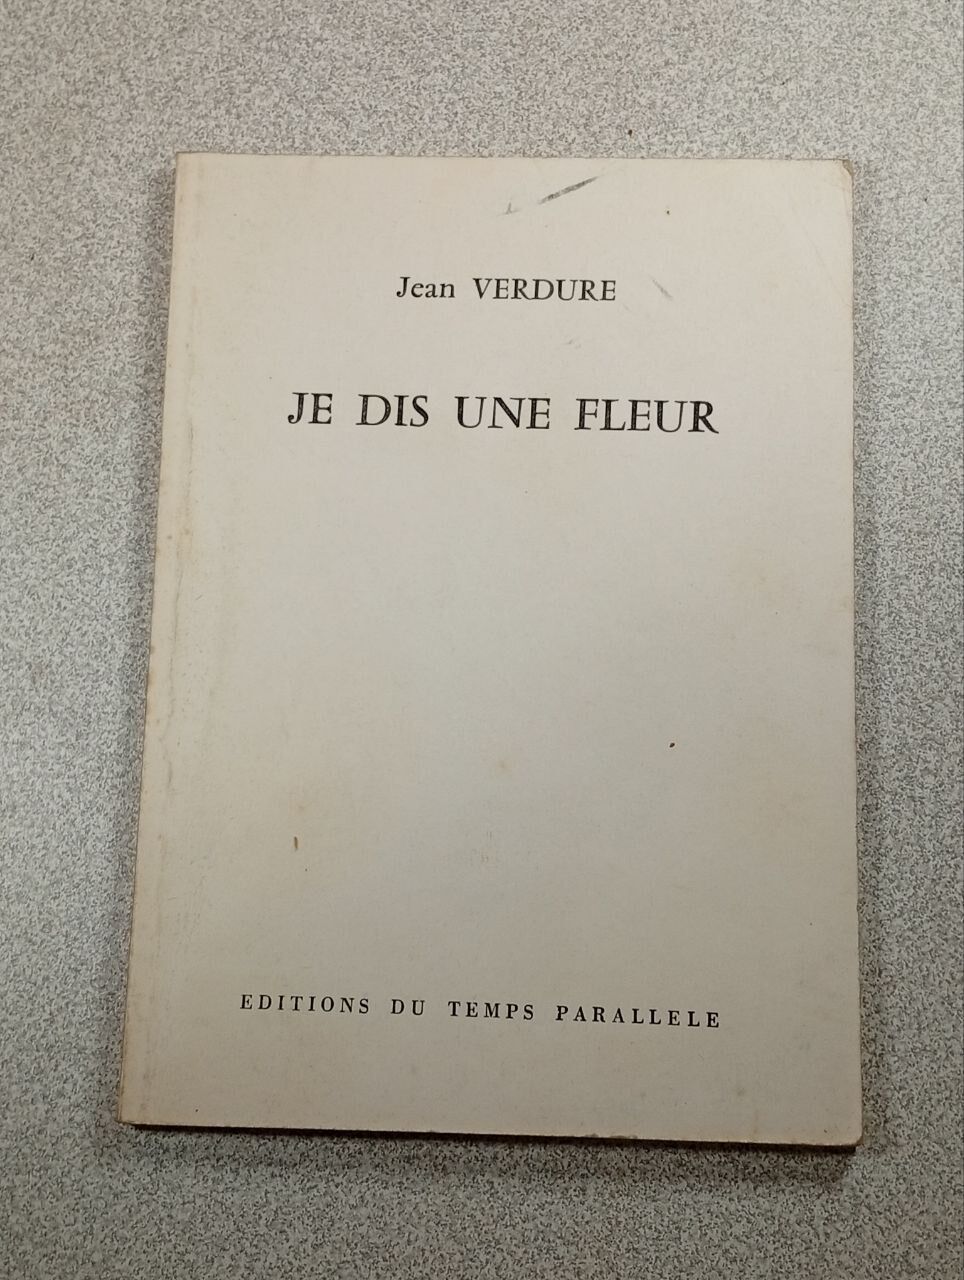 Jean VERDURE
JE DIS UNE FLEUR
EDITIONS DU TEMPS PARALLELE